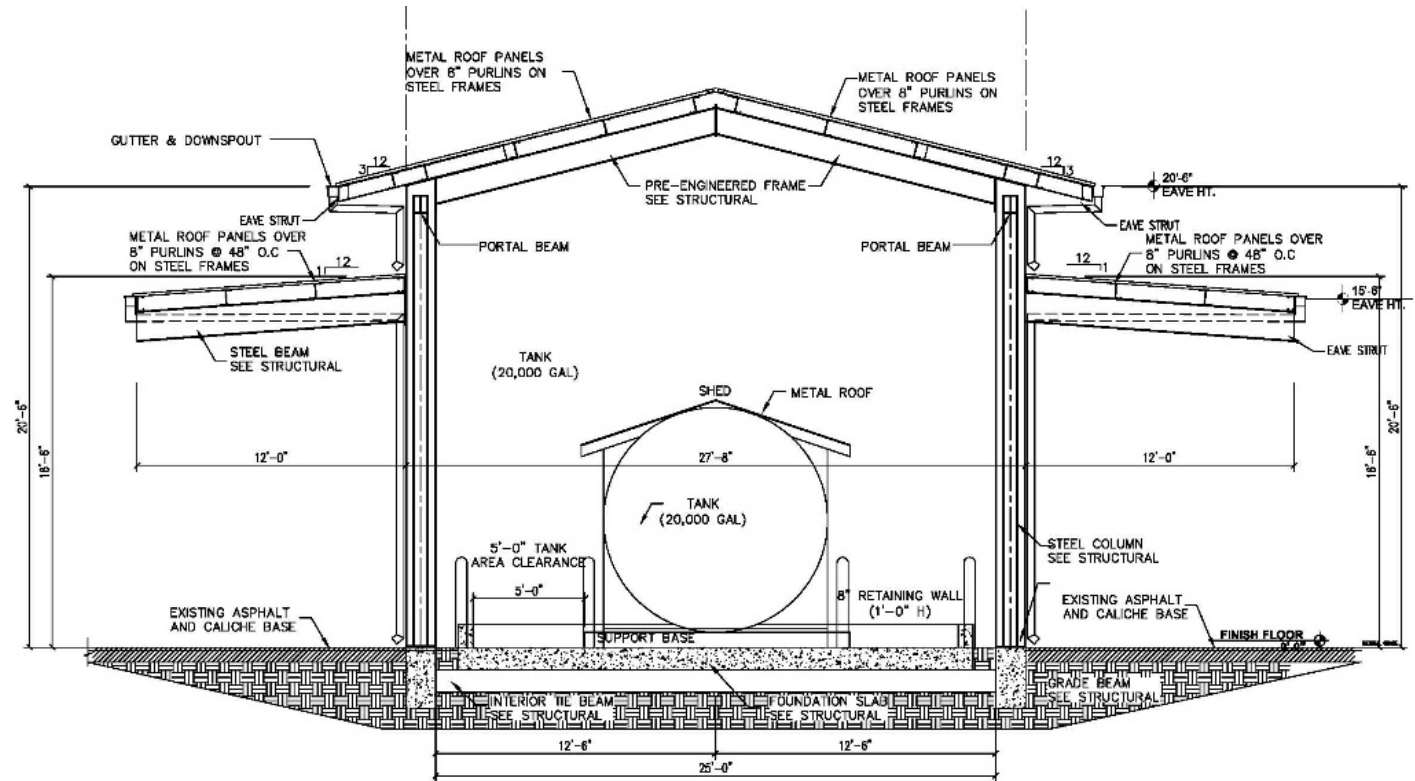 METAL ROOF PANELS
OVER 8" PURLINS ON
STEEL FRAMES
METAL ROOF PANELS
OVER 8" PURLINS ON
STEEL FRAMES
GUTTER & DOWNSPOUT
12
3
12
3
PRE-ENGINEERED FRAME
SEE STRUCTURAL
20'-6"
EAVE HT.
EAVE STRUT
EAVE STRUT
PORTAL BEAM
PORTAL BEAM
METAL ROOF PANELS OVER
8" PURLINS @ 48" O.C
ON STEEL FRAMES
METAL ROOF PANELS OVER
8" PURLINS @ 48" O.C
ON STEEL FRAMES
12
1
12
1
15'-6"
EAVE HT.
STEEL BEAM
SEE STRUCTURAL
EAVE STRUT
TANK
(20,000 GAL)
SHED
METAL ROOF
20'-6"
16'-6"
12'-0"
27'-8"
12'-0"
16'-6"
20'-6"
TANK
(20,000 GAL)
5'-0" TANK
AREA CLEARANCE
5'-0"
STEEL COLUMN
SEE STRUCTURAL
8" RETAINING WALL
(1'-0" H)
EXISTING ASPHALT
AND CALICHE BASE
EXISTING ASPHALT
AND CALICHE BASE
SUPPORT BASE
FINISH FLOOR
0'-0"
INTERIOR TIE BEAM
SEE STRUCTURAL
FOUNDATION SLAB
SEE STRUCTURAL
GRADE BEAM
SEE STRUCTURAL
12'-6"
12'-6"
25'-0"